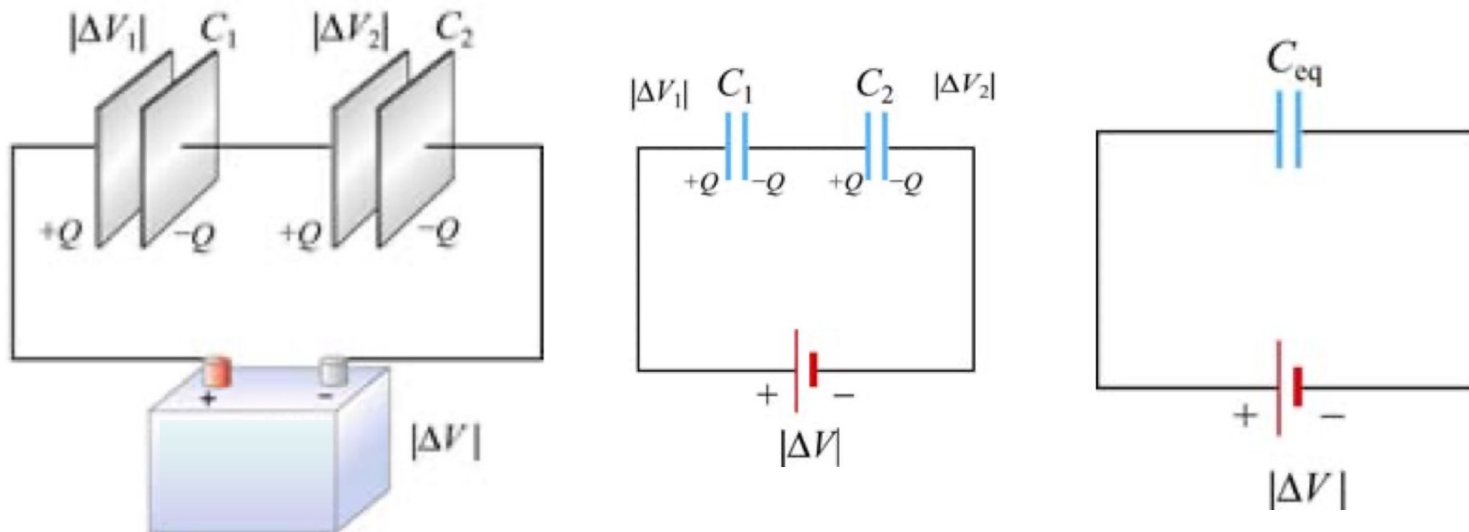 |ΔV₁| C₁ |ΔV₂| C₂
+Q −Q +Q −Q
+ −
|ΔV|
|ΔV₁| C₁ C₂ |ΔV₂|
+Q −Q +Q −Q
+ −
|ΔV|
C_eq
+ −
|ΔV|